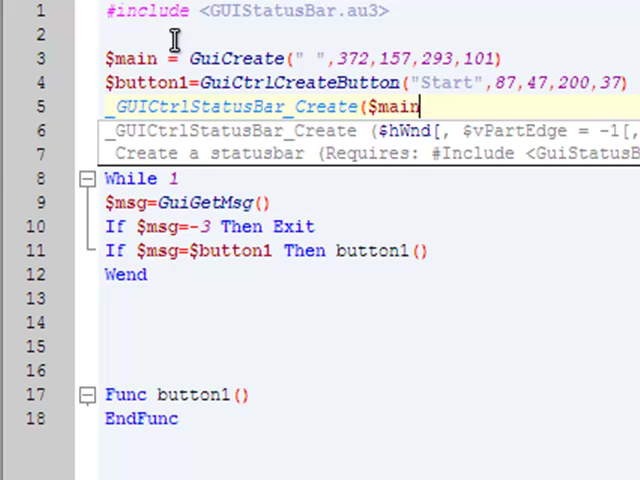 1 #include <GUIStatusBar.au3>
2
3 $main = GuiCreate(" ",372,157,293,101)
4 $button1=GuiCtrlCreateButton("Start",87,47,200,37)
5 _GUICtrlStatusBar_Create($main
6 _GUICtrlStatusBar_Create ($hWnd[, $vPartEdge = -1[,
7 Create a statusbar (Requires: #Include <GuiStatusB
8 While 1
9 $msg=GuiGetMsg()
10 If $msg=-3 Then Exit
11 If $msg=$button1 Then button1()
12 Wend
13
14
15
16
17 Func button1()
18 EndFunc